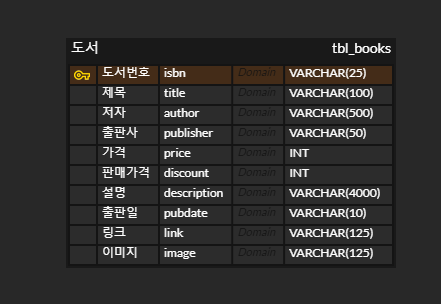 도서 tbl_books
도서번호 isbn Domain VARCHAR(25)
제목 title Domain VARCHAR(100)
저자 author Domain VARCHAR(500)
출판사 publisher Domain VARCHAR(50)
가격 price Domain INT
판매가격 discount Domain INT
설명 description Domain VARCHAR(4000)
출판일 pubdate Domain VARCHAR(10)
링크 link Domain VARCHAR(125)
이미지 image Domain VARCHAR(125)